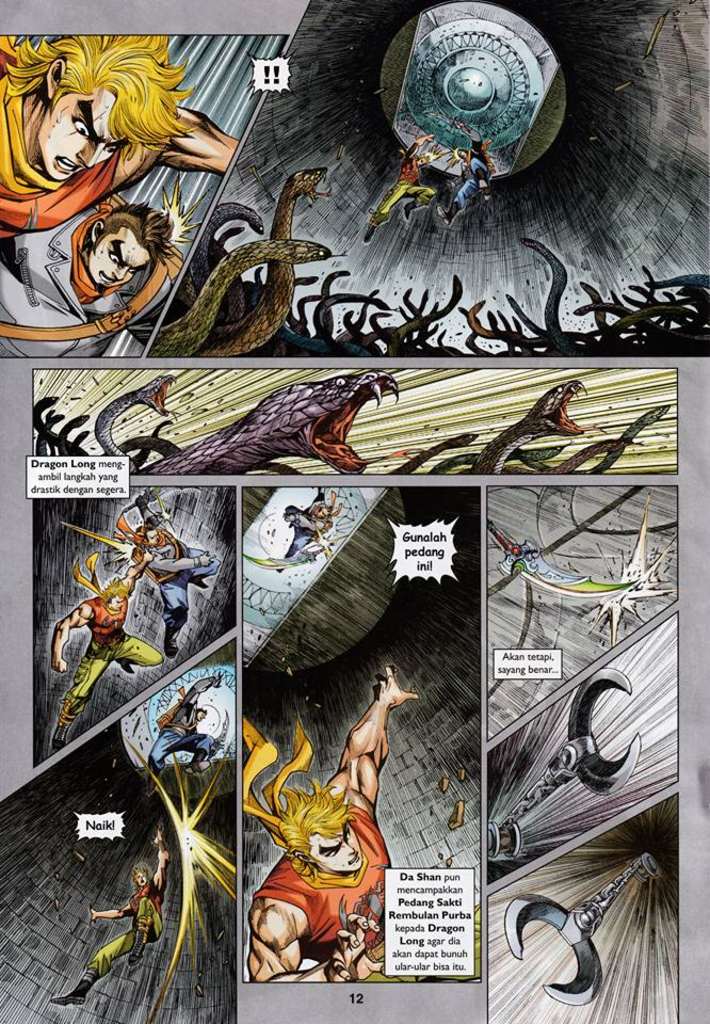 !!
Dragon Long meng-
ambil langkah yang
drastik dengan segera.
Naik!
Gunalah
pedang
ini!
Da Shan pun
mencampakkan
Pedang Sakti
Rembulan Purba
kepada Dragon
Long agar dia
akan dapat bunuh
ular-ular bisa itu.
Akan tetapi,
sayang benar...
12